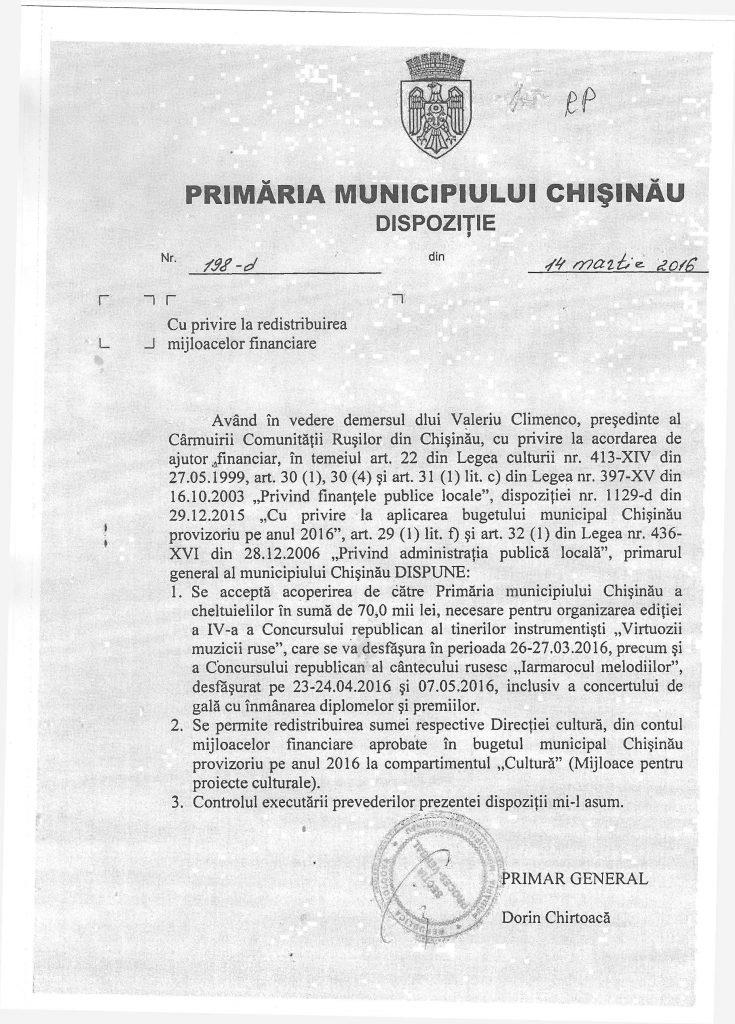 RP
PRIMĂRIA MUNICIPIULUI CHIŞINĂU
DISPOZIŢIE
Nr. 198-d din 14 martie 2016
Cu privire la redistribuirea
mijloacelor financiare
Având în vedere demersul dlui Valeriu Climenco, preşedinte al
Cârmuirii Comunităţii Ruşilor din Chişinău, cu privire la acordarea de
ajutor financiar, în temeiul art. 22 din Legea culturii nr. 413-XIV din
27.05.1999, art. 30 (1), 30 (4) şi art. 31 (1) lit. c) din Legea nr. 397-XV din
16.10.2003 „Privind finanţele publice locale”, dispoziţiei nr. 1129-d din
29.12.2015 „Cu privire la aplicarea bugetului municipal Chişinău
provizoriu pe anul 2016”, art. 29 (1) lit. f) şi art. 32 (1) din Legea nr. 436-
XVI din 28.12.2006 „Privind administraţia publică locală”, primarul
general al municipiului Chişinău DISPUNE:
1. Se acceptă acoperirea de către Primăria municipiului Chişinău a
cheltuielilor în sumă de 70,0 mii lei, necesare pentru organizarea ediţiei
a IV-a a Concursului republican al tinerilor instrumentişti „Virtuozii
muzicii ruse”, care se va desfăşura în perioada 26-27.03.2016, precum şi
a Concursului republican al cântecului rusesc „Iarmarocul melodiilor”,
desfăşurat pe 23-24.04.2016 şi 07.05.2016, inclusiv a concertului de
gală cu înmânarea diplomelor şi premiilor.
2. Se permite redistribuirea sumei respective Direcţiei cultură, din contul
mijloacelor financiare aprobate în bugetul municipal Chişinău
provizoriu pe anul 2016 la compartimentul „Cultură” (Mijloace pentru
proiecte culturale).
3. Controlul executării prevederilor prezentei dispoziţii mi-l asum.
PRIMAR GENERAL
Dorin Chirtoacă